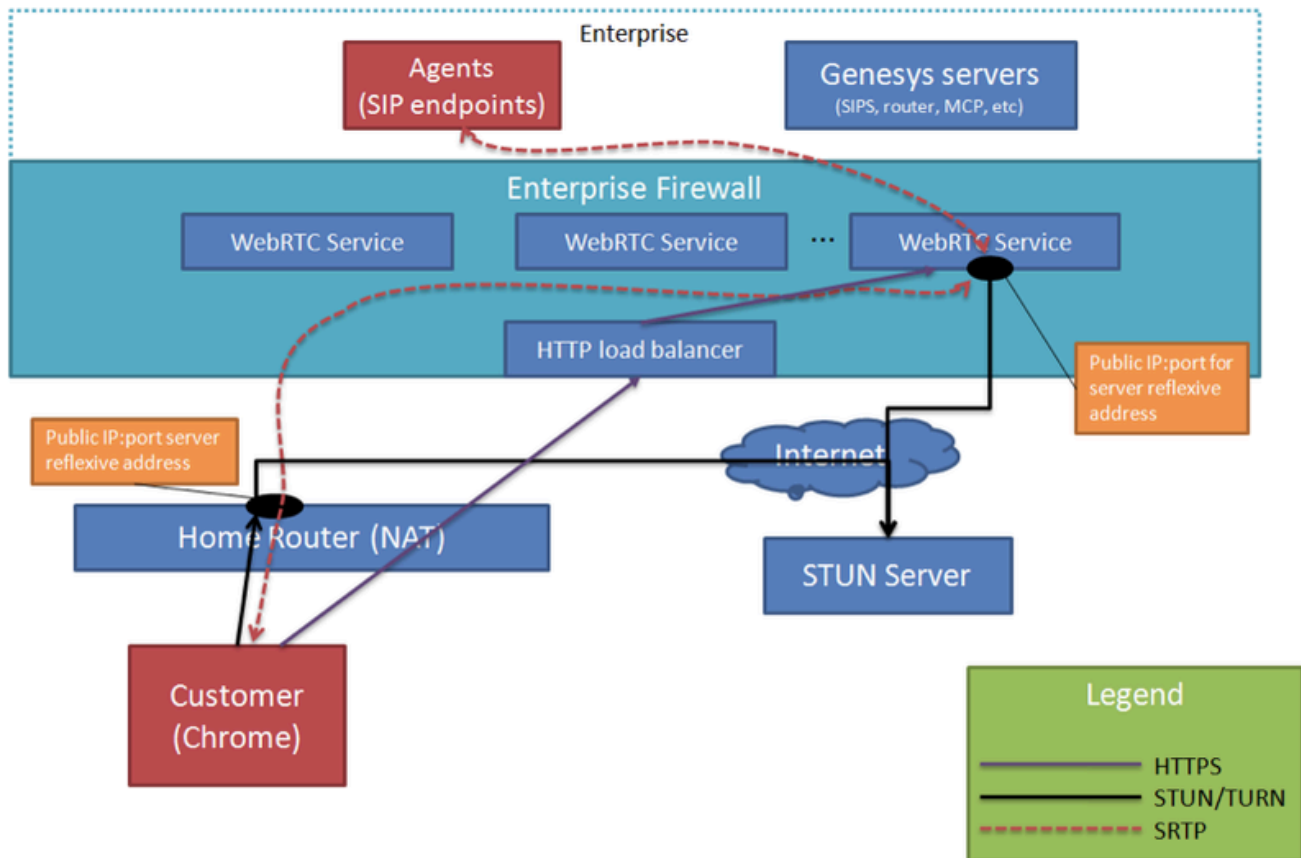 Enterprise
Agents
(SIP endpoints)
Genesys servers
(SIPS, router, MCP, etc)
Enterprise Firewall
WebRTC Service
WebRTC Service
...
WebRTC Service
HTTP load balancer
Public IP:port for
server reflexive
address
Public IP:port server
reflexive address
Internet
Home Router (NAT)
STUN Server
Customer
(Chrome)
Legend
HTTPS
STUN/TURN
SRTP